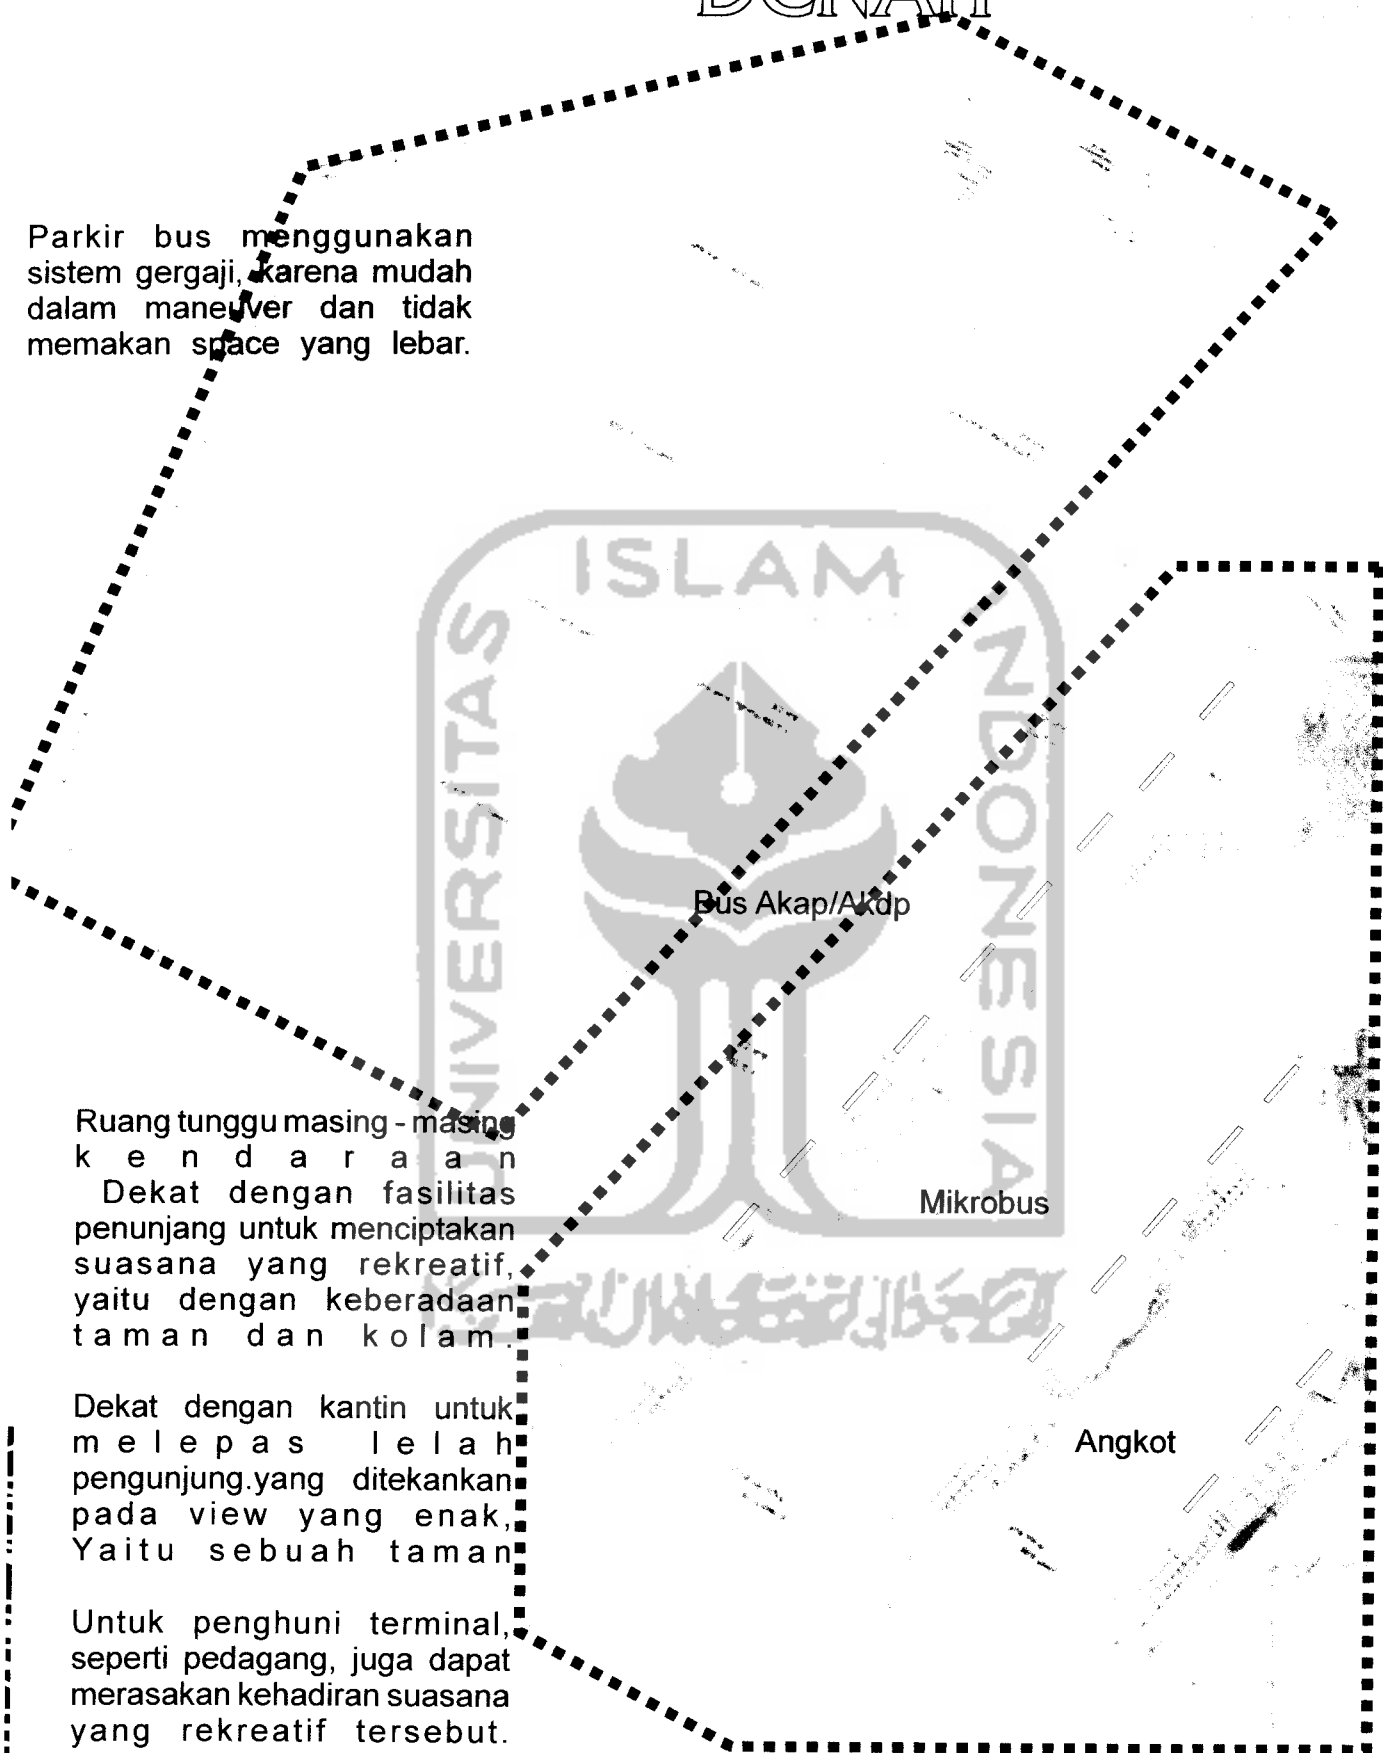 DENAH
Parkir bus menggunakan
sistem gergaji, karena mudah
dalam maneuver dan tidak
memakan space yang lebar.
ISLAM
UNIVERSITAS
INDONESIA
Bus Akap/Akdp
Ruang tunggu masing - masing
kendaraan
Dekat dengan fasilitas
penunjang untuk menciptakan
suasana yang rekreatif,
yaitu dengan keberadaan
taman dan kolam.
Mikrobus
Dekat dengan kantin untuk
melepas lelah
pengunjung.yang ditekankan
pada view yang enak,
Yaitu sebuah taman
Angkot
Untuk penghuni terminal,
seperti pedagang, juga dapat
merasakan kehadiran suasana
yang rekreatif tersebut.